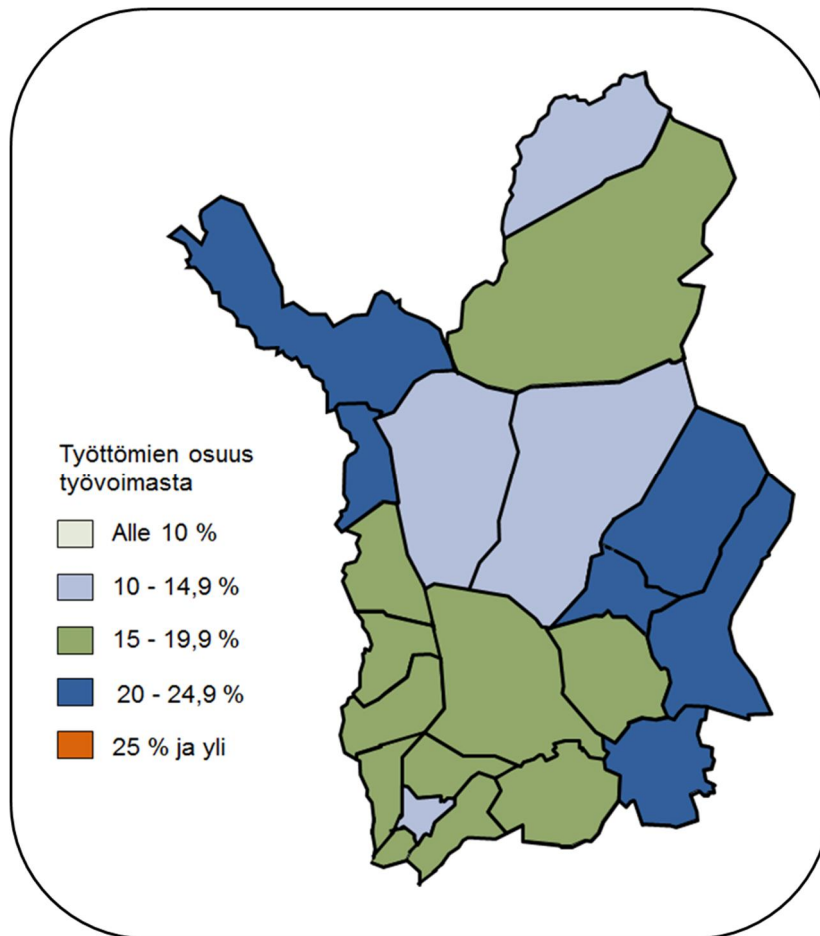 Työttömien osuus
työvoimasta
Alle 10 %
10 - 14,9 %
15 - 19,9 %
20 - 24,9 %
25 % ja yli